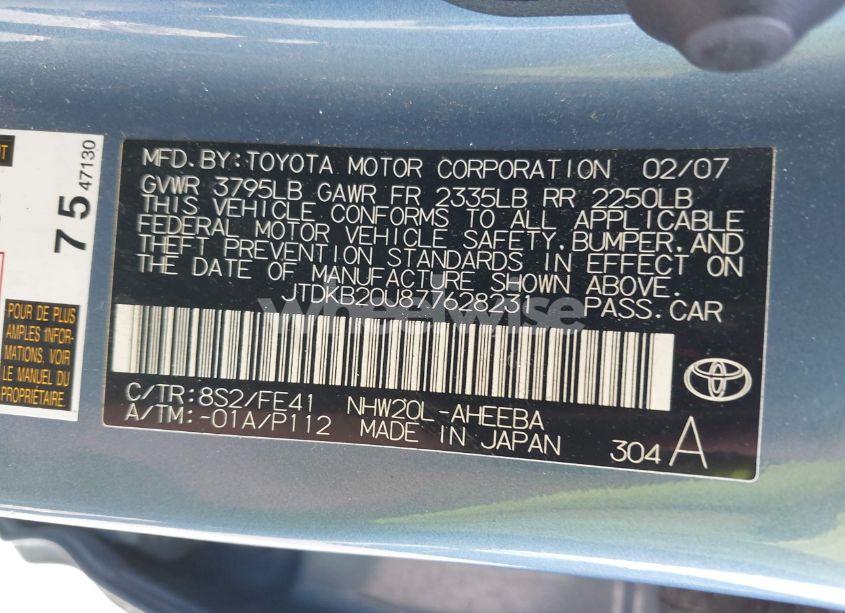 NT
75
47130
POUR DE PLUS
AMPLES INFOR-
MATIONS, VOIR
LE MANUEL DU
PROPRIÉTAIRE.
MFD. BY: TOYOTA MOTOR CORPORATION 02/07
GVWR 3795LB GAWR FR 2335LB RR 2250LB
THIS VEHICLE CONFORMS TO ALL APPLICABLE
FEDERAL MOTOR VEHICLE SAFETY, BUMPER, AND
THEFT PREVENTION STANDARDS IN EFFECT ON
THE DATE OF MANUFACTURE SHOWN ABOVE.
JTDKB20U877628231 PASS. CAR
wheelwise
C/TR: 8S2/FE41 NHW20L-AHEEBA
A/TM: -01A/P112 MADE IN JAPAN
304 A